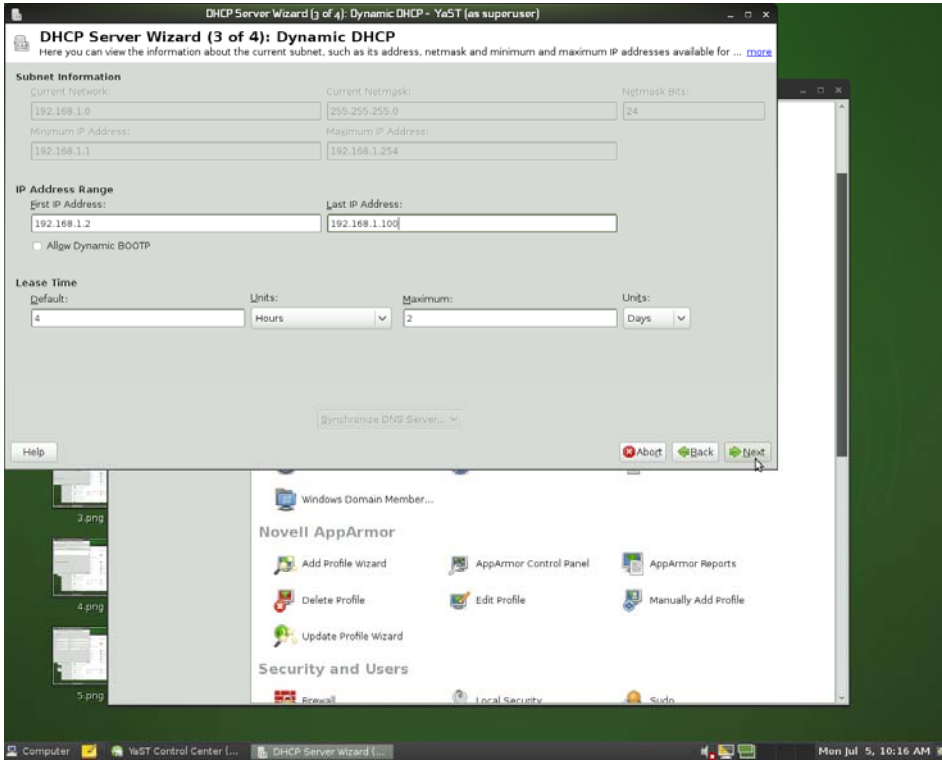 DHCP Server Wizard (3 of 4): Dynamic DHCP - YaST (as superuser)
DHCP Server Wizard (3 of 4): Dynamic DHCP
Here you can view the information about the current subnet, such as its address, netmask and minimum and maximum IP addresses available for ... more
Subnet Information
Current Network: Current Netmask: Netmask Bits:
192.168.1.0 255.255.255.0 24
Minimum IP Address: Maximum IP Address:
192.168.1.1 192.168.1.254
IP Address Range
First IP Address: Last IP Address:
192.168.1.2 192.168.1.100
Allow Dynamic BOOTP
Lease Time
Default: Units: Maximum: Units:
4 Hours 2 Days
Synchronize DNS Server...
Help Abort Back Next
Windows Domain Member...
3.png
Novell AppArmor
Add Profile Wizard AppArmor Control Panel AppArmor Reports
Delete Profile Edit Profile Manually Add Profile
4.png
Update Profile Wizard
Security and Users
5.png
Firewall Local Security Sudo
Computer YaST Control Center (... DHCP Server Wizard (... Mon Jul 5, 10:16 AM